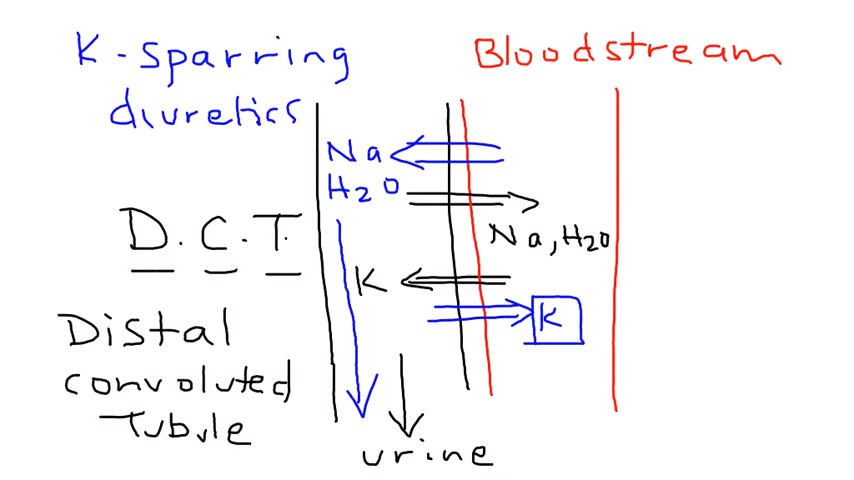 K-sparring
diuretics
Bloodstream
Na
H2O
D.C.T.
Na, H2O
K
K
Distal
convoluted
Tubule
urine